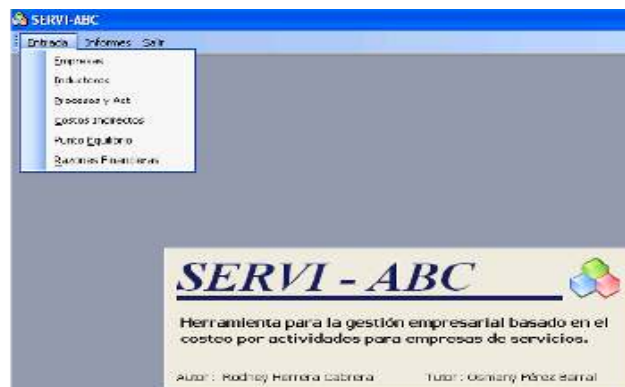 SERVI-ABC
Entrada Informes Salir
Empresas
Inductores
Procesos y Act
Costos Indirectos
Punto Equilibrio
Razones Financieras
SERVI - ABC
Herramienta para la gestión empresarial basado en el
costeo por actividades para empresas de servicios.
Autor : Rodney Herrera Cabrera Tutor : Osmany Pérez Barral